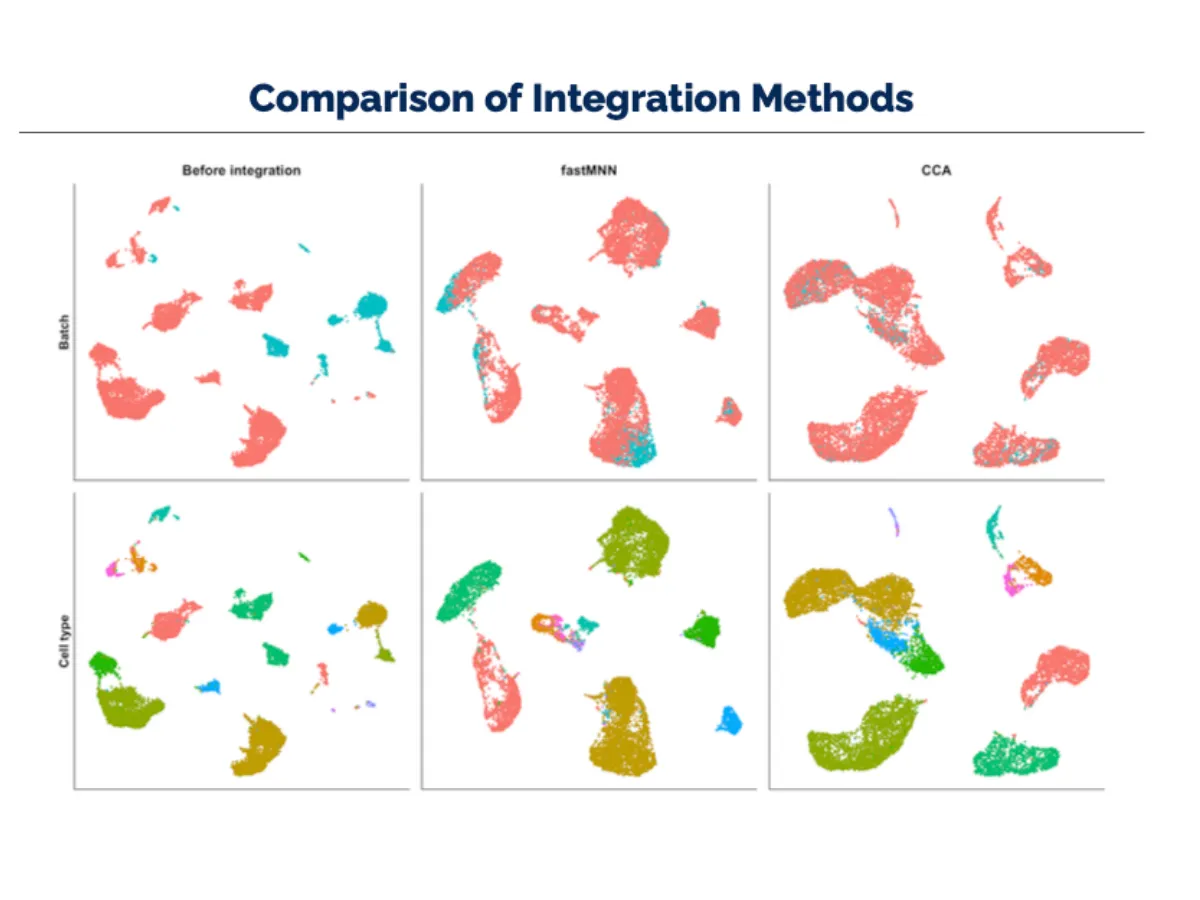 Comparison of Integration Methods
Before integration
fastMNN
CCA
Batch
Cell type